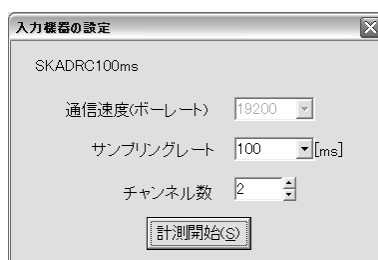 入力機器の設定
SKADRC100ms
通信速度(ボーレート) 19200
サンプリングレート 100 [ms]
チャンネル数 2
計測開始(S)